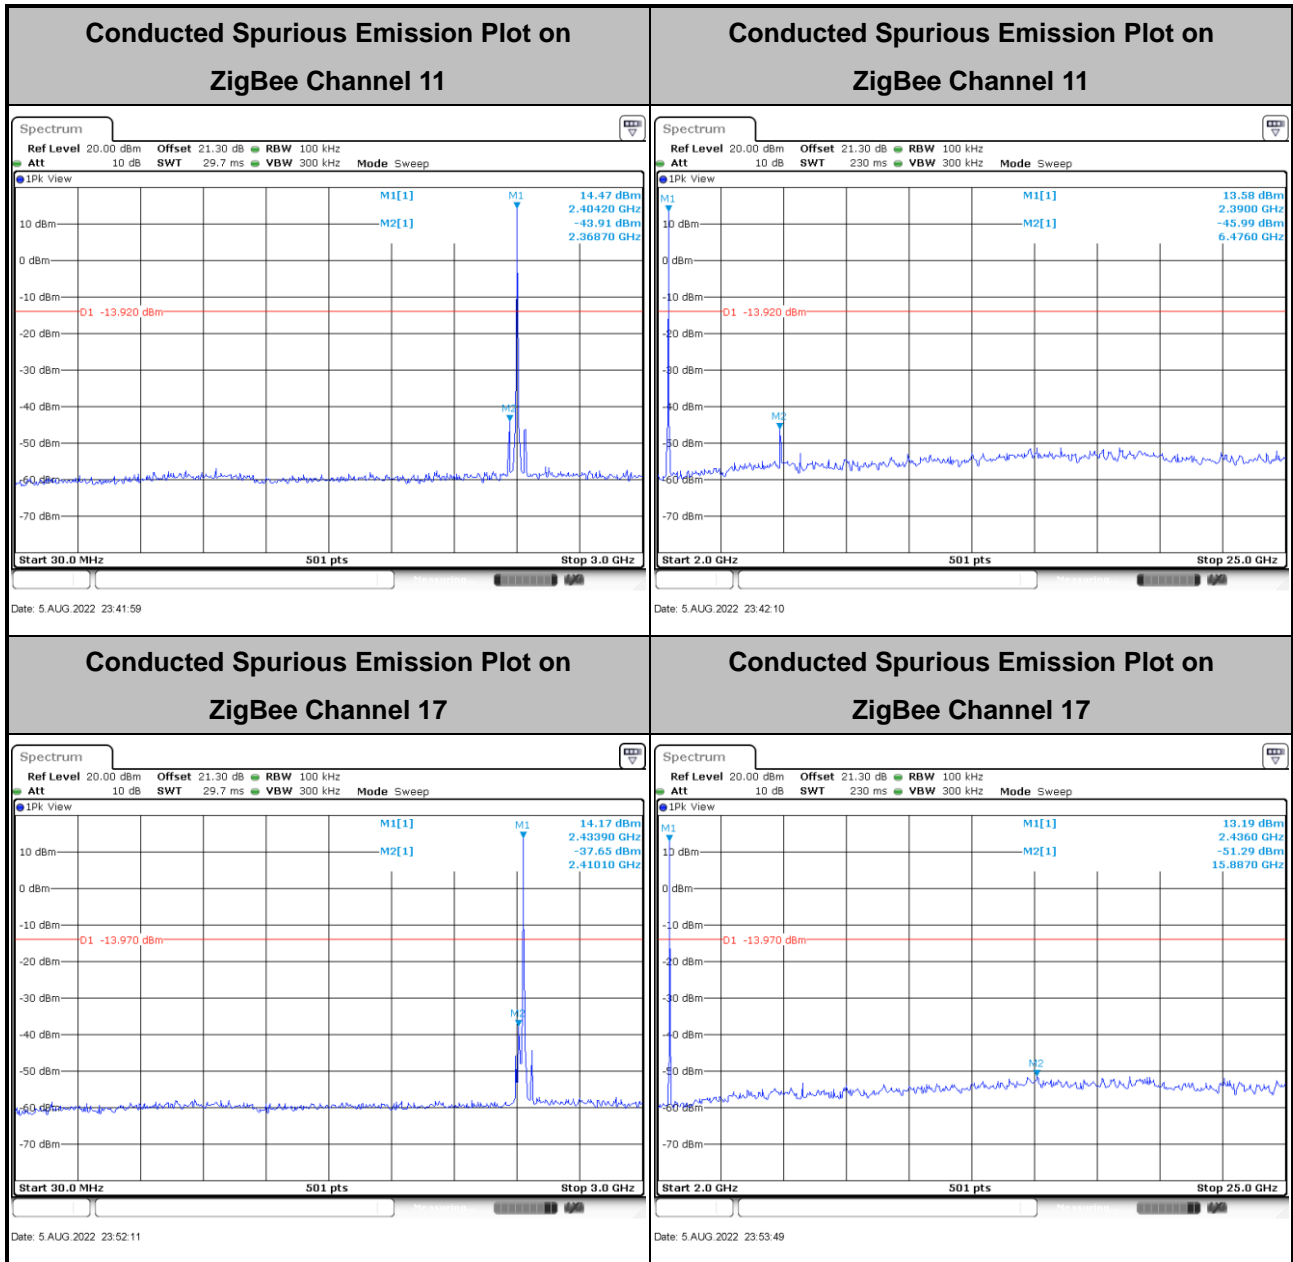 Conducted Spurious Emission Plot on
ZigBee Channel 11
Spectrum
Ref Level 20.00 dBm Offset 21.30 dB RBW 100 kHz
Att 10 dB SWT 29.7 ms VBW 300 kHz Mode Sweep
1Pk View
M1[1] 14.47 dBm
2.40420 GHz
M2[1] -43.91 dBm
2.36870 GHz
M1
10 dBm
0 dBm
-10 dBm
D1 -13.920 dBm
-20 dBm
-30 dBm
-40 dBm
M2
-50 dBm
-60 dBm
-70 dBm
Start 30.0 MHz 501 pts Stop 3.0 GHz
Measuring
Date: 5.AUG.2022 23:41:59
Conducted Spurious Emission Plot on
ZigBee Channel 11
Spectrum
Ref Level 20.00 dBm Offset 21.30 dB RBW 100 kHz
Att 10 dB SWT 230 ms VBW 300 kHz Mode Sweep
1Pk View
M1[1] 13.58 dBm
2.3900 GHz
M2[1] -45.99 dBm
6.4760 GHz
M1
10 dBm
0 dBm
-10 dBm
D1 -13.920 dBm
-20 dBm
-30 dBm
-40 dBm
M2
-50 dBm
-60 dBm
-70 dBm
Start 2.0 GHz 501 pts Stop 25.0 GHz
Measuring
Date: 5.AUG.2022 23:42:10
Conducted Spurious Emission Plot on
ZigBee Channel 17
Spectrum
Ref Level 20.00 dBm Offset 21.30 dB RBW 100 kHz
Att 10 dB SWT 29.7 ms VBW 300 kHz Mode Sweep
1Pk View
M1[1] 14.17 dBm
2.43390 GHz
M2[1] -37.65 dBm
2.41010 GHz
M1
10 dBm
0 dBm
-10 dBm
D1 -13.970 dBm
-20 dBm
-30 dBm
M2
-40 dBm
-50 dBm
-60 dBm
-70 dBm
Start 30.0 MHz 501 pts Stop 3.0 GHz
Measuring
Date: 5.AUG.2022 23:52:11
Conducted Spurious Emission Plot on
ZigBee Channel 17
Spectrum
Ref Level 20.00 dBm Offset 21.30 dB RBW 100 kHz
Att 10 dB SWT 230 ms VBW 300 kHz Mode Sweep
1Pk View
M1[1] 13.19 dBm
2.4360 GHz
M2[1] -51.29 dBm
15.8870 GHz
M1
10 dBm
0 dBm
-10 dBm
D1 -13.970 dBm
-20 dBm
-30 dBm
-40 dBm
M2
-50 dBm
-60 dBm
-70 dBm
Start 2.0 GHz 501 pts Stop 25.0 GHz
Measuring
Date: 5.AUG.2022 23:53:49